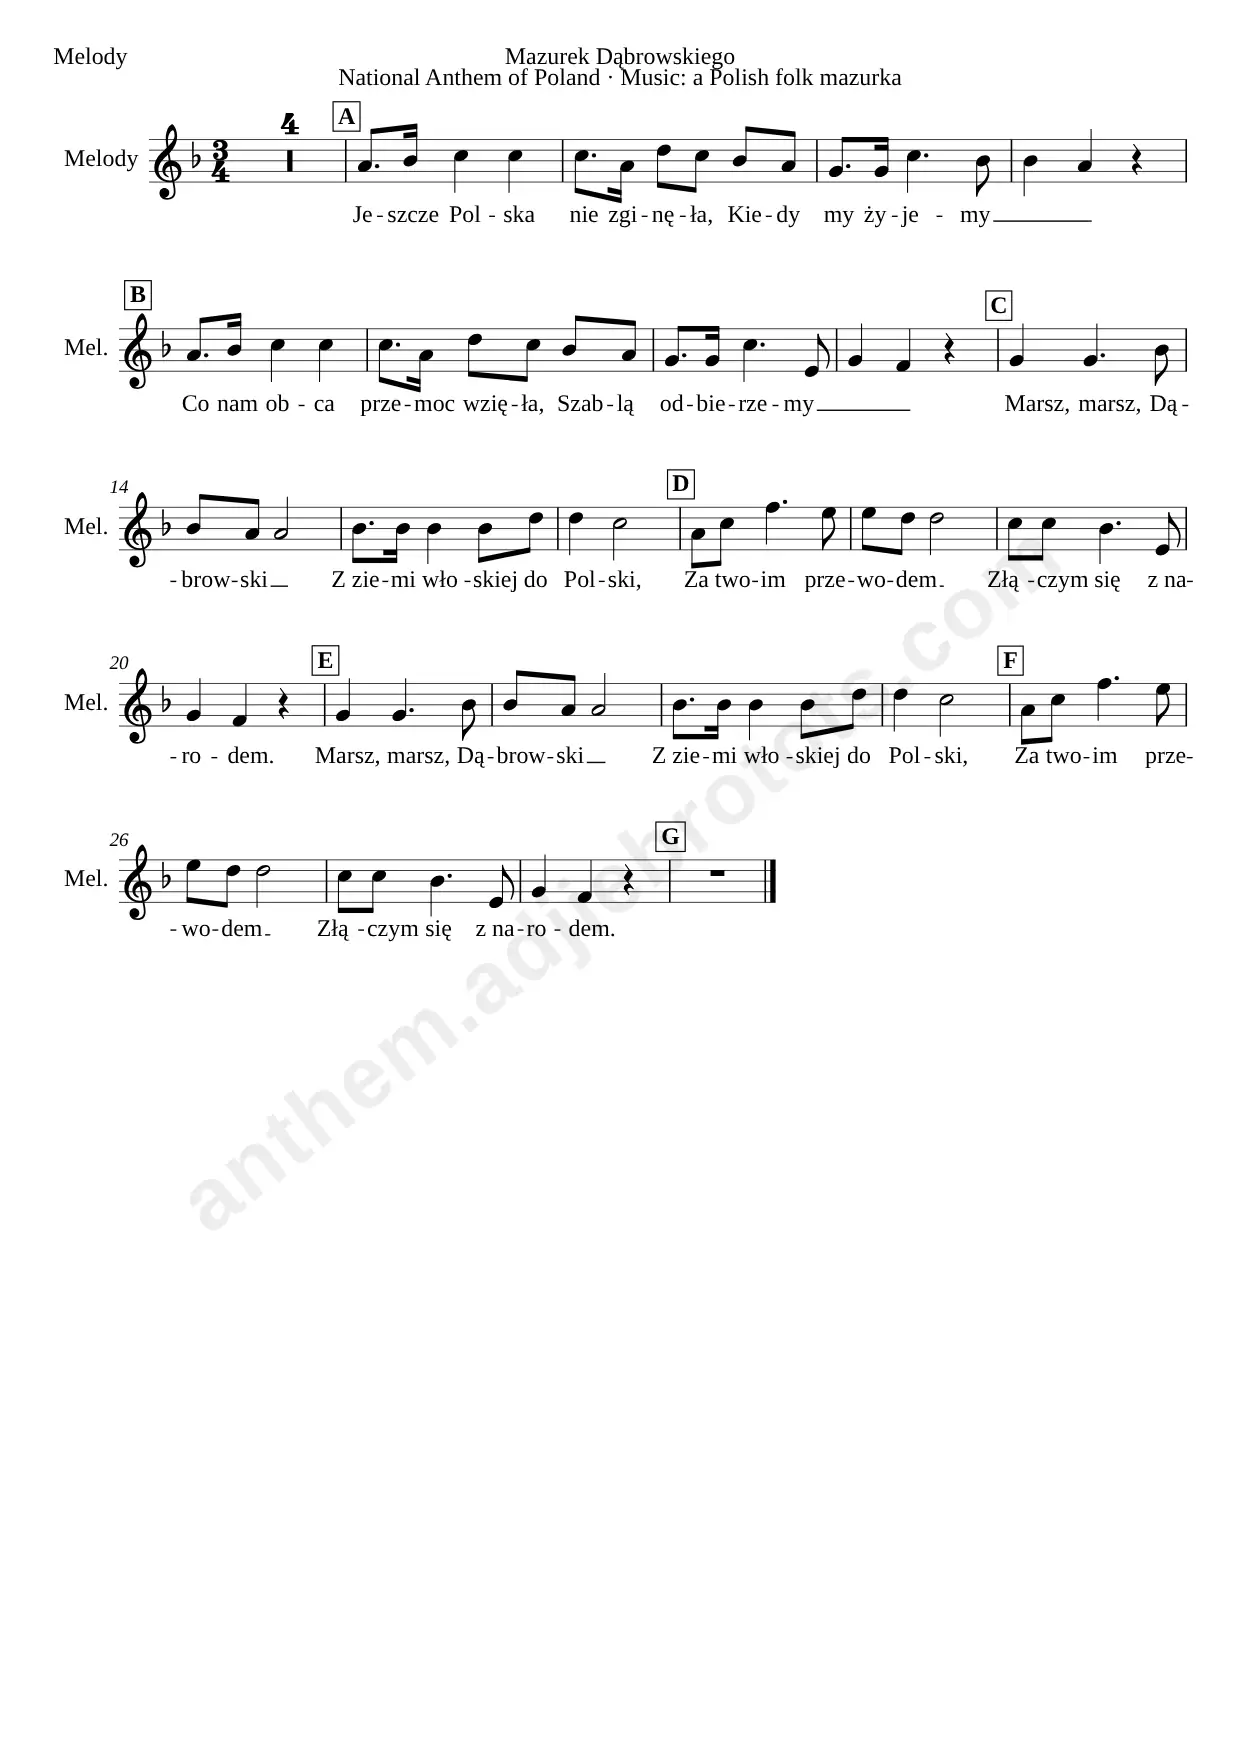 Melody
Mazurek Dąbrowskiego
National Anthem of Poland · Music: a Polish folk mazurka
4
A
Melody
3
4
Je - szcze Pol - ska nie zgi - nę - ła, Kie - dy my ży - je - my
B
C
Mel.
Co nam ob - ca prze - moc wzię - ła, Szab - lą od - bie - rze - my Marsz, marsz, Dą -
14
D
Mel.
- brow - ski Z zie - mi wło - skiej do Pol - ski, Za two - im prze - wo - dem Złą - czym się z na -
20
E
F
Mel.
- ro - dem. Marsz, marsz, Dą - brow - ski Z zie - mi wło - skiej do Pol - ski, Za two - im prze -
26
G
Mel.
- wo - dem Złą - czym się z na - ro - dem.
anthem.adjiebrotots.com